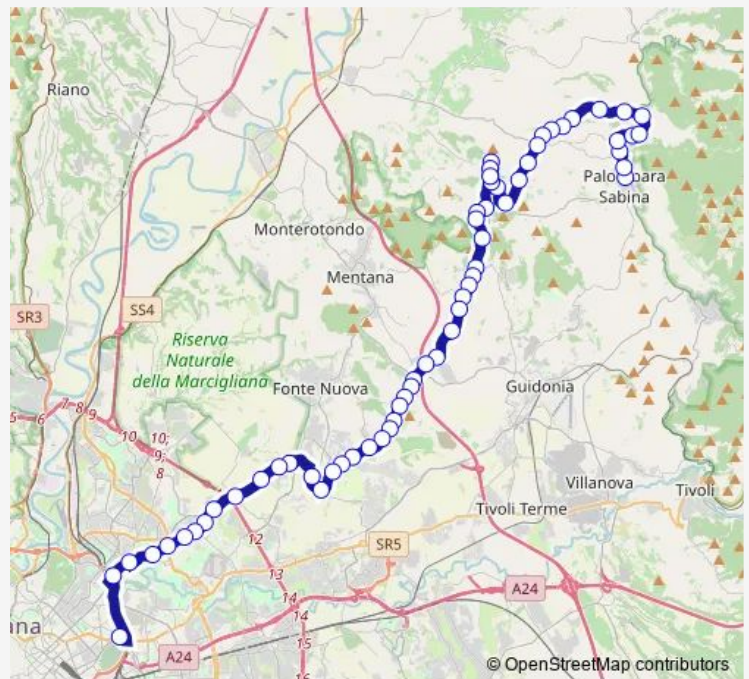 Riano
Palombara
Sabina
Monterotondo
Mentana
SR3
SS4
Riserva
Naturale
della Marcigliana
Fonte Nuova
Guidonia
5
6
7
8
9
10
10;
9;
8
Villanova
Tivoli
Tivoli Terme
12
SR5
13
14
A24
14
14
15
ana
A24
16
© OpenStreetMap contributors